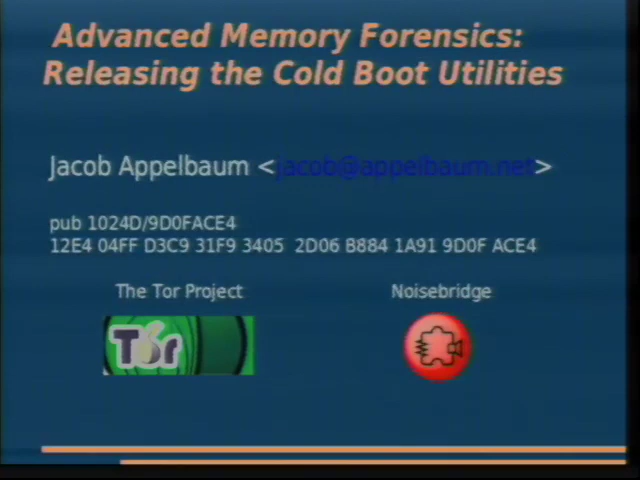 Advanced Memory Forensics:
Releasing the Cold Boot Utilities
Jacob Appelbaum <jacob@appelbaum.net>
pub 1024D/9D0FACE4
12E4 04FF D3C9 31F9 3405 2D06 B884 1A91 9D0F ACE4
The Tor Project
Noisebridge
Tor